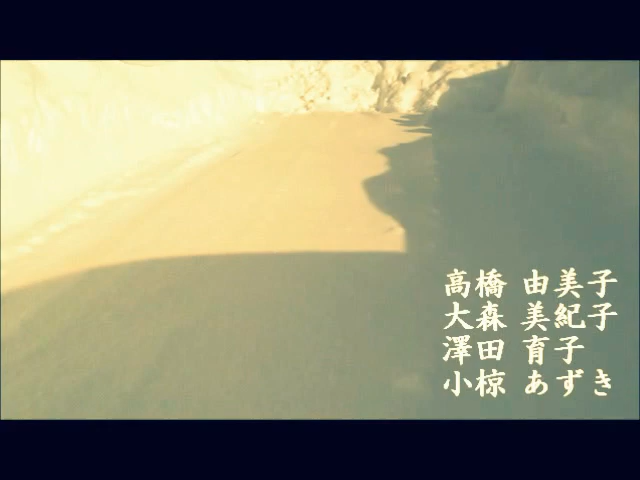 高橋 由美子
大森 美紀子
澤田 育子
小椋 あずき